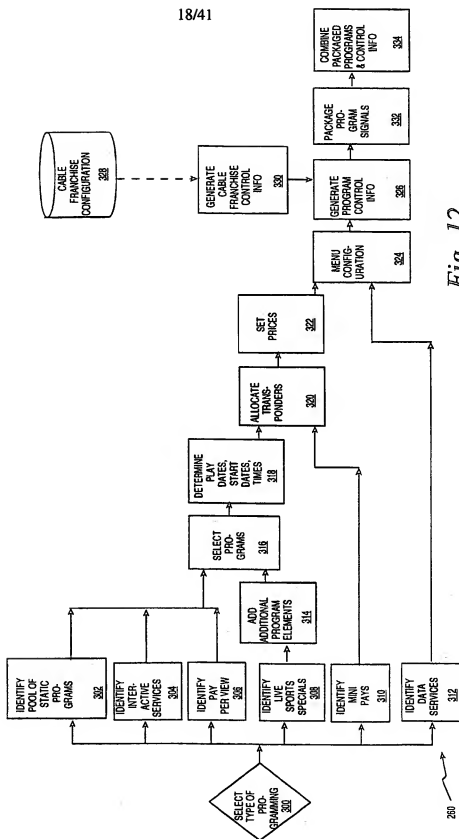 18/41
CABLE
FRANCHISE
CONFIGURATION
328
COMBINE
PACKAGED
PROGRAMS
& CONTROL
INFO
334
PACKAGE
PRO-
GRAM
SIGNALS
332
GENERATE
CABLE
FRANCHISE
CONTROL
INFO
330
GENERATE
PROGRAM
CONTROL
INFO
326
MENU
CONFIG-
URATION
324
SET
PRICES
322
ALLOCATE
TRANS-
PONDERS
320
DETERMINE
PLAY
DATES,
START
DATES,
TIMES
318
SELECT
PRO-
GRAMS
316
ADD
ADDITIONAL
PROGRAM
ELEMENTS
314
IDENTIFY
POOL OF
STATIC
PRO-
GRAMS
302
IDENTIFY
INTER-
ACTIVE
SERVICES
304
IDENTIFY
PAY
PER VIEW
306
IDENTIFY
LIVE
SPORTS
SPECIALS
308
IDENTIFY
MINI
PAYS
310
IDENTIFY
DATA
SERVICES
312
SELECT
TYPE OF
PRO-
GRAMMING
300
260
Fig. 12